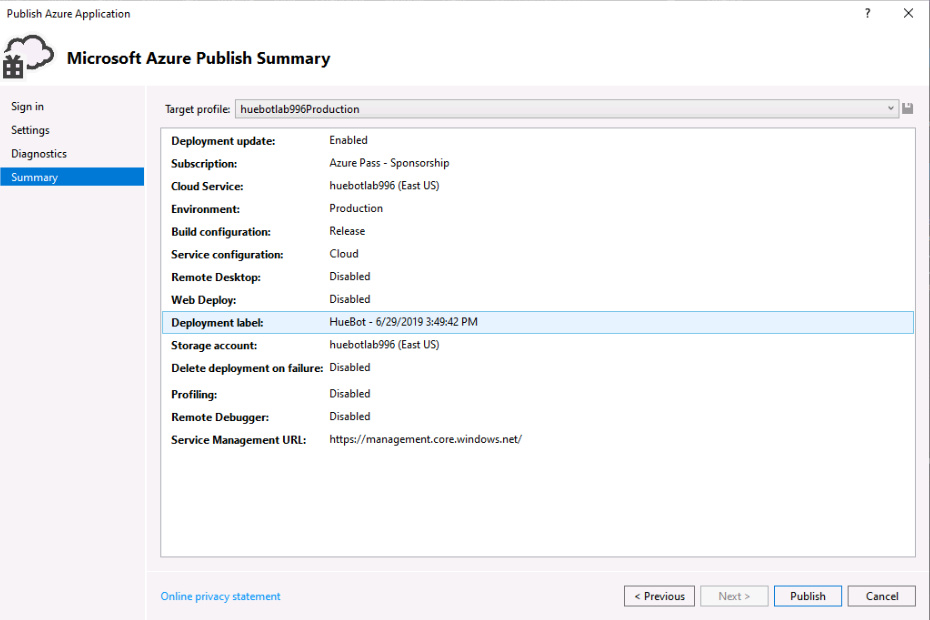 Publish Azure Application
?
Microsoft Azure Publish Summary
Sign in
Settings
Diagnostics
Summary
Target profile: huebotlab996Production
Deployment update: Enabled
Subscription: Azure Pass - Sponsorship
Cloud Service: huebotlab996 (East US)
Environment: Production
Build configuration: Release
Service configuration: Cloud
Remote Desktop: Disabled
Web Deploy: Disabled
Deployment label: HueBot - 6/29/2019 3:49:42 PM
Storage account: huebotlab996 (East US)
Delete deployment on failure: Disabled
Profiling: Disabled
Remote Debugger: Disabled
Service Management URL: https://management.core.windows.net/
Online privacy statement
< Previous Next > Publish Cancel